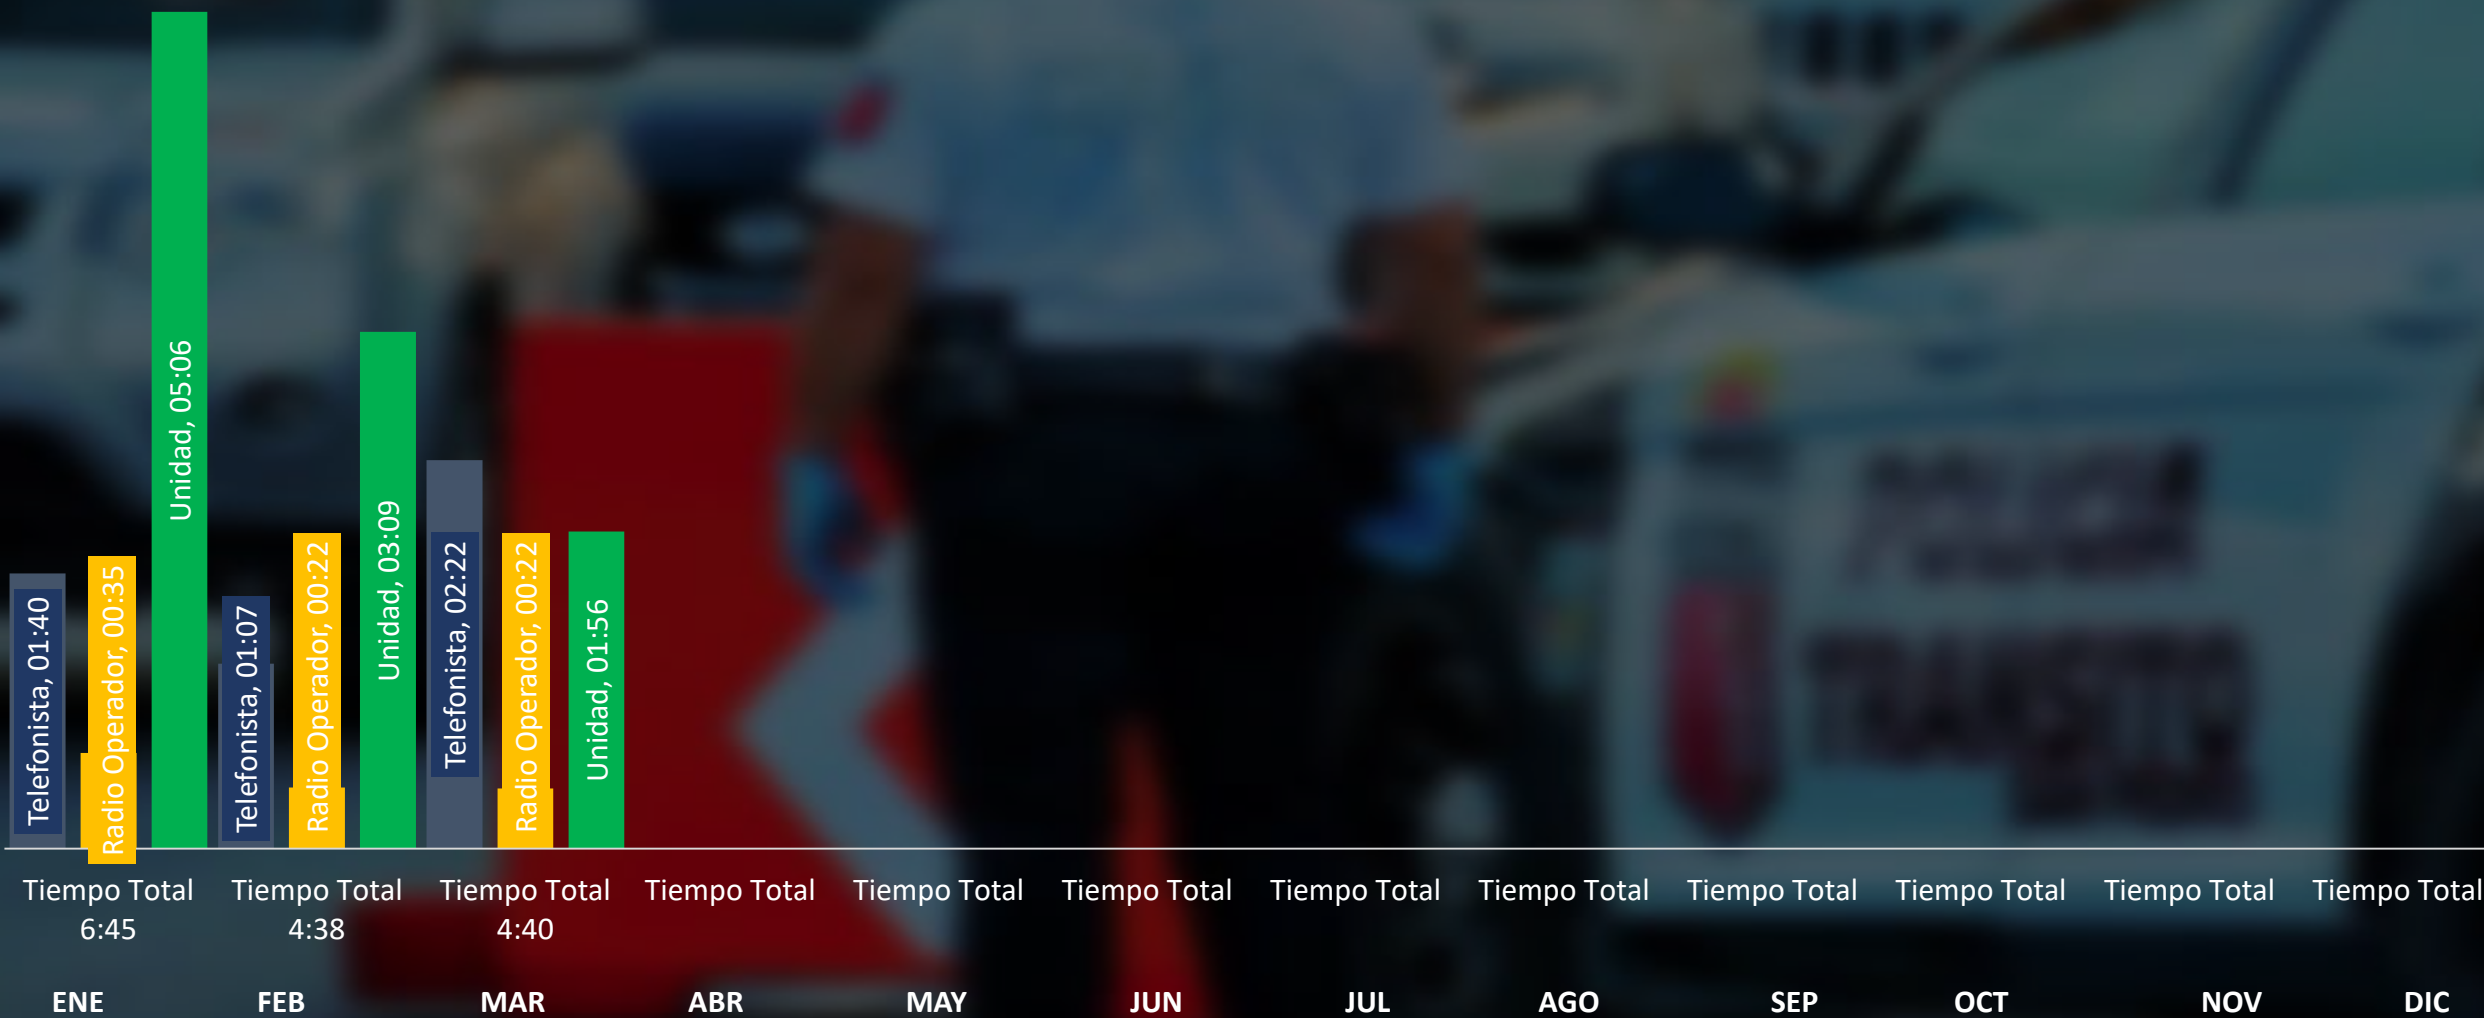 Telefonista, 01:40
Radio Operador, 00:35
Unidad, 05:06
Telefonista, 01:07
Radio Operador, 00:22
Unidad, 03:09
Telefonista, 02:22
Radio Operador, 00:22
Unidad, 01:56
Tiempo Total
6:45
Tiempo Total
4:38
Tiempo Total
4:40
Tiempo Total
Tiempo Total
Tiempo Total
Tiempo Total
Tiempo Total
Tiempo Total
Tiempo Total
Tiempo Total
Tiempo Total
ENE
FEB
MAR
ABR
MAY
JUN
JUL
AGO
SEP
OCT
NOV
DIC